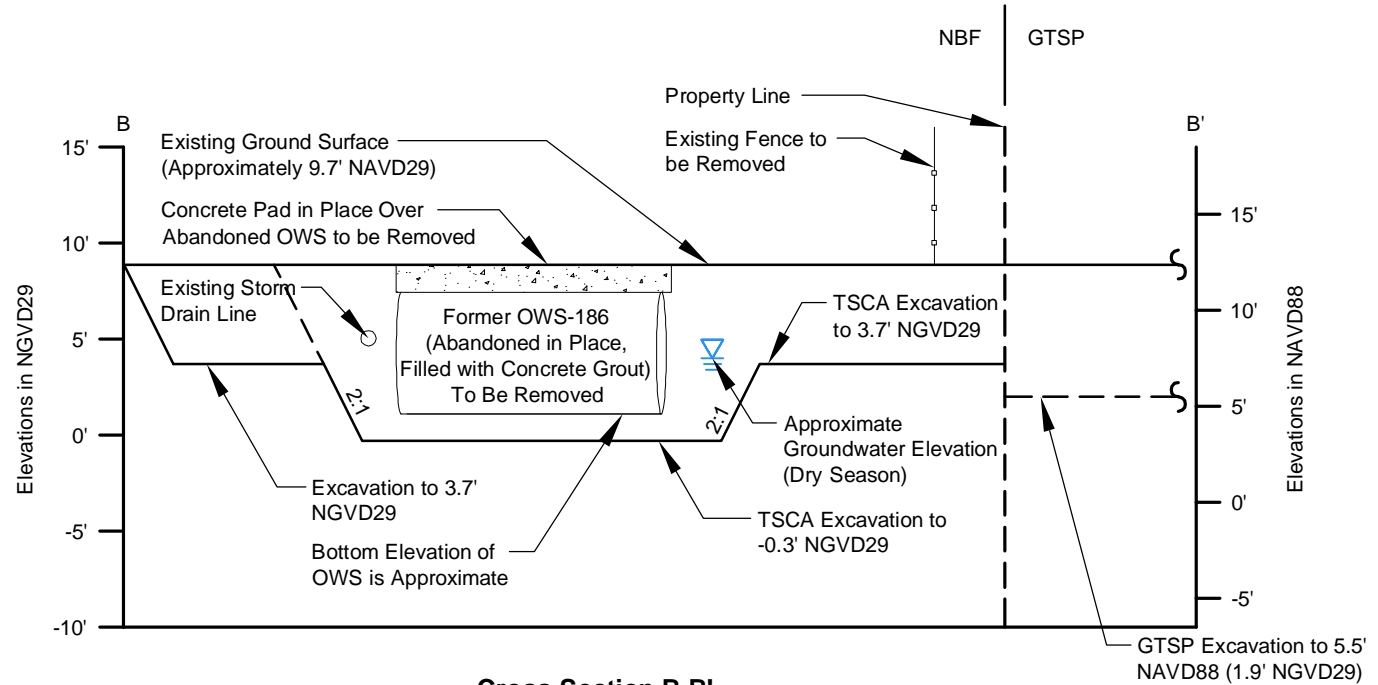 NBF
GTSP
Property Line
B
B'
Existing Ground Surface
(Approximately 9.7' NAVD29)
Existing Fence to
be Removed
Concrete Pad in Place Over
Abandoned OWS to be Removed
Existing Storm
Drain Line
Former OWS-186
(Abandoned in Place,
Filled with Concrete Grout)
To Be Removed
TSCA Excavation
to 3.7' NGVD29
2:1
2:1
Approximate
Groundwater Elevation
(Dry Season)
Excavation to 3.7'
NGVD29
TSCA Excavation to
-0.3' NGVD29
Bottom Elevation of
OWS is Approximate
GTSP Excavation to 5.5'
NAVD88 (1.9' NGVD29)
Elevations in NGVD29
15'
10'
5'
0'
-5'
-10'
Elevations in NAVD88
15'
10'
5'
0'
-5'